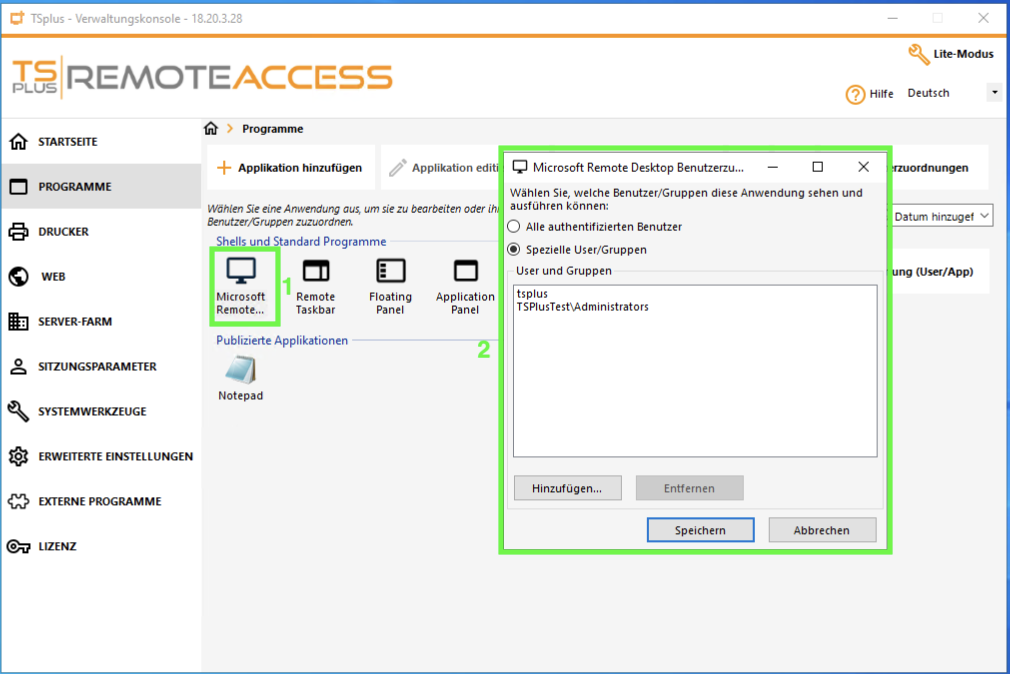 TSplus - Verwaltungskonsole - 18.20.3.28
Lite-Modus
TS PLUS REMOTEACCESS
Hilfe Deutsch
STARTSEITE
PROGRAMME
DRUCKER
WEB
SERVER-FARM
SITZUNGSPARAMETER
SYSTEMWERKZEUGE
ERWEITERTE EINSTELLUNGEN
EXTERNE PROGRAMME
LIZENZ
Programme
Applikation hinzufügen
Applikation editi
rzuordnungen
Wählen Sie eine Anwendung aus, um sie zu bearbeiten oder ih
Benutzer/Gruppen zuzuordnen.
Datum hinzugef
ung (User/App)
Shells und Standard Programme
Microsoft
Remote...
1
Remote
Taskbar
Floating
Panel
Application
Panel
Publizierte Applikationen
Notepad
2
Microsoft Remote Desktop Benutzerzu...
Wählen Sie, welche Benutzer/Gruppen diese Anwendung sehen und
ausführen können:
Alle authentifizierten Benutzer
Spezielle User/Gruppen
User und Gruppen
tsplus
TSPlusTest\Administrators
Hinzufügen...
Entfernen
Speichern
Abbrechen